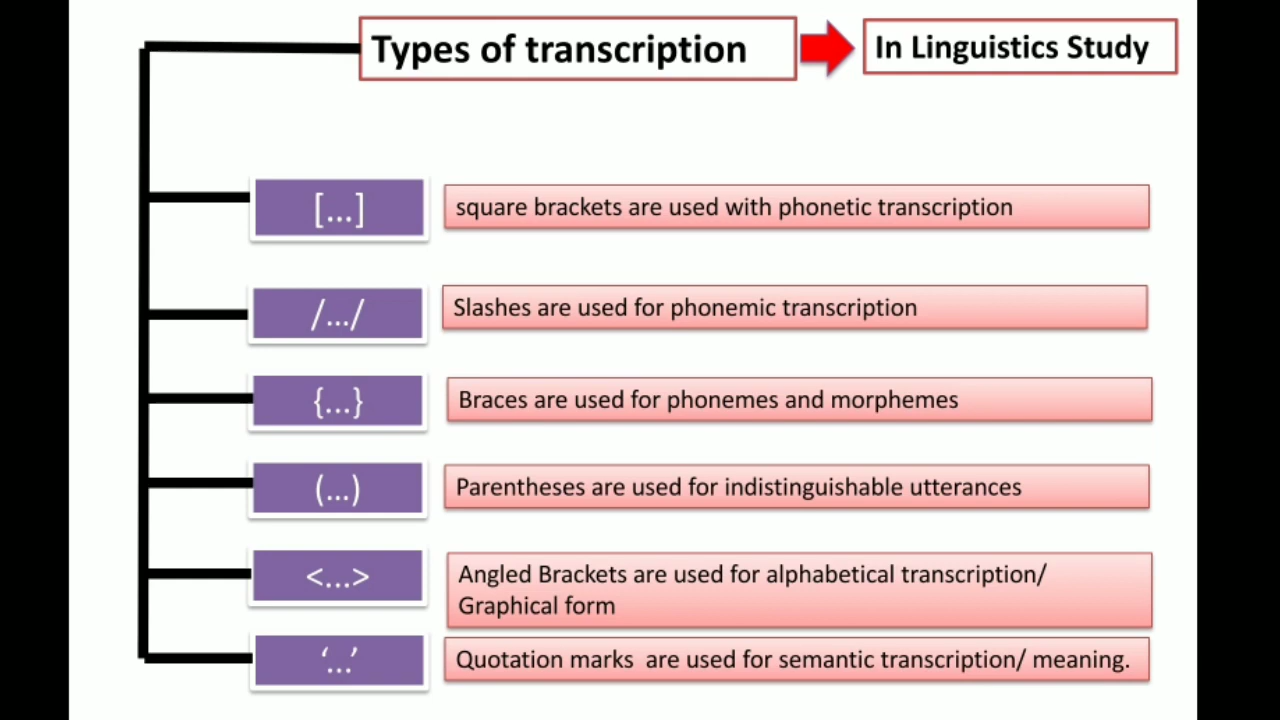 Types of transcription
In Linguistics Study
[...]
square brackets are used with phonetic transcription
/.../
Slashes are used for phonemic transcription
{...}
Braces are used for phonemes and morphemes
(...)
Parentheses are used for indistinguishable utterances
<...>
Angled Brackets are used for alphabetical transcription/
Graphical form
‘...’
Quotation marks  are used for semantic transcription/ meaning.